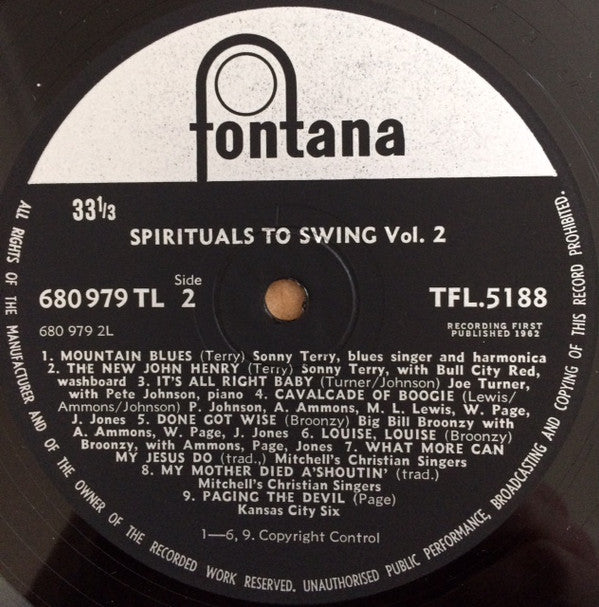 fontana
33 1/3
SPIRITUALS TO SWING Vol. 2
680 979 TL
Side
2
TFL.5188
680 979 2L
RECORDING FIRST
PUBLISHED 1962
1. MOUNTAIN BLUES (Terry) Sonny Terry, blues singer and harmonica
2. THE NEW JOHN HENRY (Terry) Sonny Terry, with Bull City Red,
washboard 3. IT'S ALL RIGHT BABY (Turner/Johnson) Joe Turner,
with Pete Johnson, piano 4. CAVALCADE OF BOOGIE (Lewis/
Ammons/Johnson) P. Johnson, A. Ammons, M. L. Lewis, W. Page,
J. Jones 5. DONE GOT WISE (Broonzy) Big Bill Broonzy with
A. Ammons, W. Page, J. Jones 6. LOUISE, LOUISE (Broonzy)
Broonzy, with Ammons, Page, Jones 7. WHAT MORE CAN
MY JESUS DO (trad.,) Mitchell's Christian Singers
8. MY MOTHER DIED A'SHOUTIN' (trad.)
Mitchell's Christian Singers
9. PAGING THE DEVIL (Page)
Kansas City Six
1—6, 9. Copyright Control
ALL RIGHTS OF THE MANUFACTURER AND OF THE OWNER OF THE RECORDED WORK RESERVED. UNAUTHORISED PUBLIC PERFORMANCE, BROADCASTING AND COPYING OF THIS RECORD PROHIBITED.